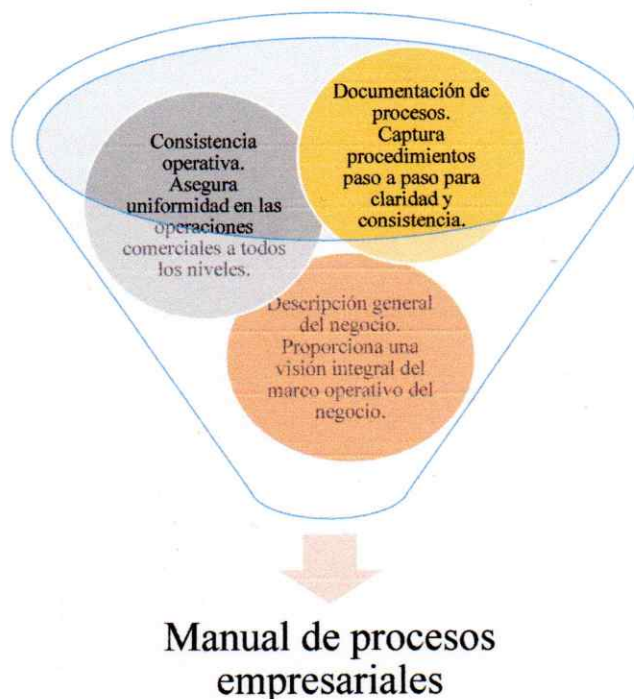 Documentación de
procesos.
Captura
procedimientos
paso a paso para
claridad y
consistencia.
Consistencia
operativa.
Asegura
uniformidad en las
operaciones
comerciales a todos
los niveles.
Descripción general
del negocio.
Proporciona una
visión integral del
marco operativo del
negocio.
Manual de procesos
empresariales